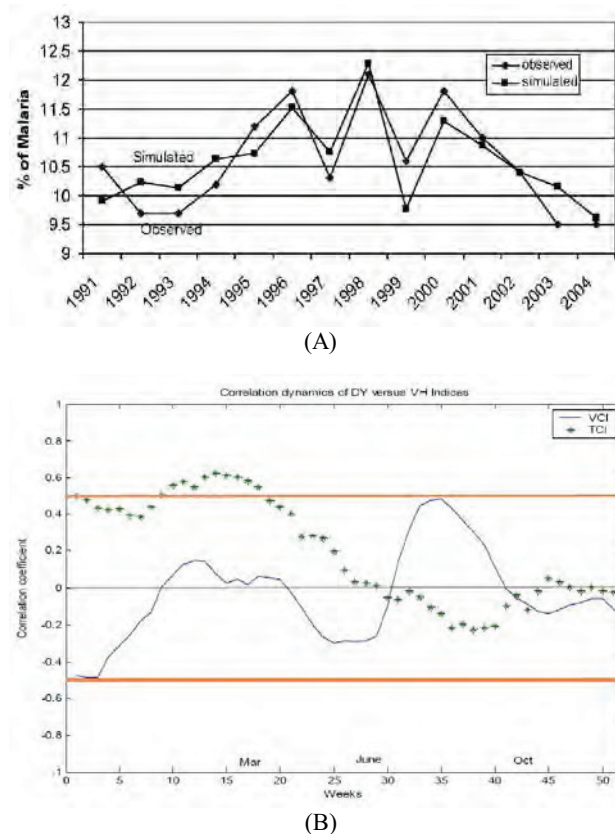 13
12.5
12
11.5
11
10.5
10
9.5
9
% of Malaria
observed
simulated
Simulated
Observed
1991 1992 1993 1994 1995 1996 1997 1998 1999 2000 2001 2002 2003 2004
(A)
Correlation dynamics of DY versus VH Indices
1
0.8
0.6
0.4
0.2
0
-0.2
-0.4
-0.6
-0.8
-1
Correlation coefficient
VCI
TCI
Mar June Oct
0 5 10 15 20 25 30 35 40 45 50
Weeks
(B)